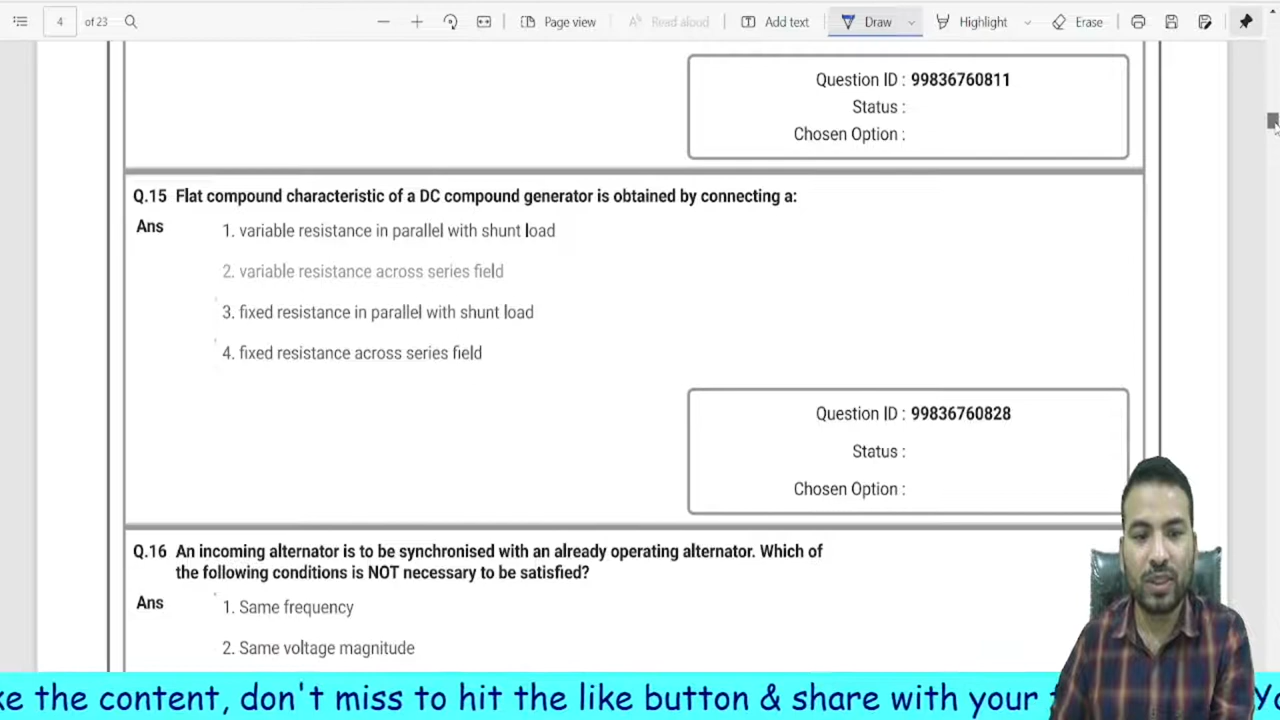 4 of 23
Page view
Read aloud
Add text
Draw
Highlight
Erase
Question ID : 99836760811
Status :
Chosen Option :
Q.15 Flat compound characteristic of a DC compound generator is obtained by connecting a:
Ans
1. variable resistance in parallel with shunt load
2. variable resistance across series field
3. fixed resistance in parallel with shunt load
4. fixed resistance across series field
Question ID : 99836760828
Status :
Chosen Option :
Q.16 An incoming alternator is to be synchronised with an already operating alternator. Which of
the following conditions is NOT necessary to be satisfied?
Ans
1. Same frequency
2. Same voltage magnitude
the content, don't miss to hit the like button & share with your